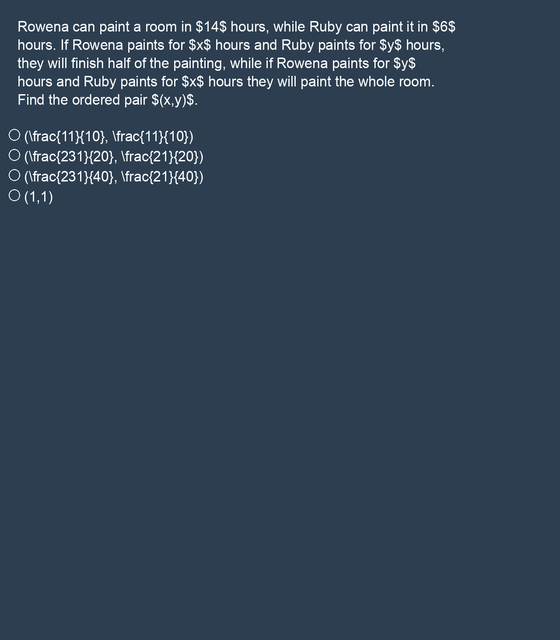 Rowena can paint a room in $14$ hours, while Ruby can paint it in $6$
hours. If Rowena paints for $x$ hours and Ruby paints for $y$ hours,
they will finish half of the painting, while if Rowena paints for $y$
hours and Ruby paints for $x$ hours they will paint the whole room.
Find the ordered pair $(x,y)$.
(\frac{11}{10}, \frac{11}{10})
(\frac{231}{20}, \frac{21}{20})
(\frac{231}{40}, \frac{21}{40})
(1,1)